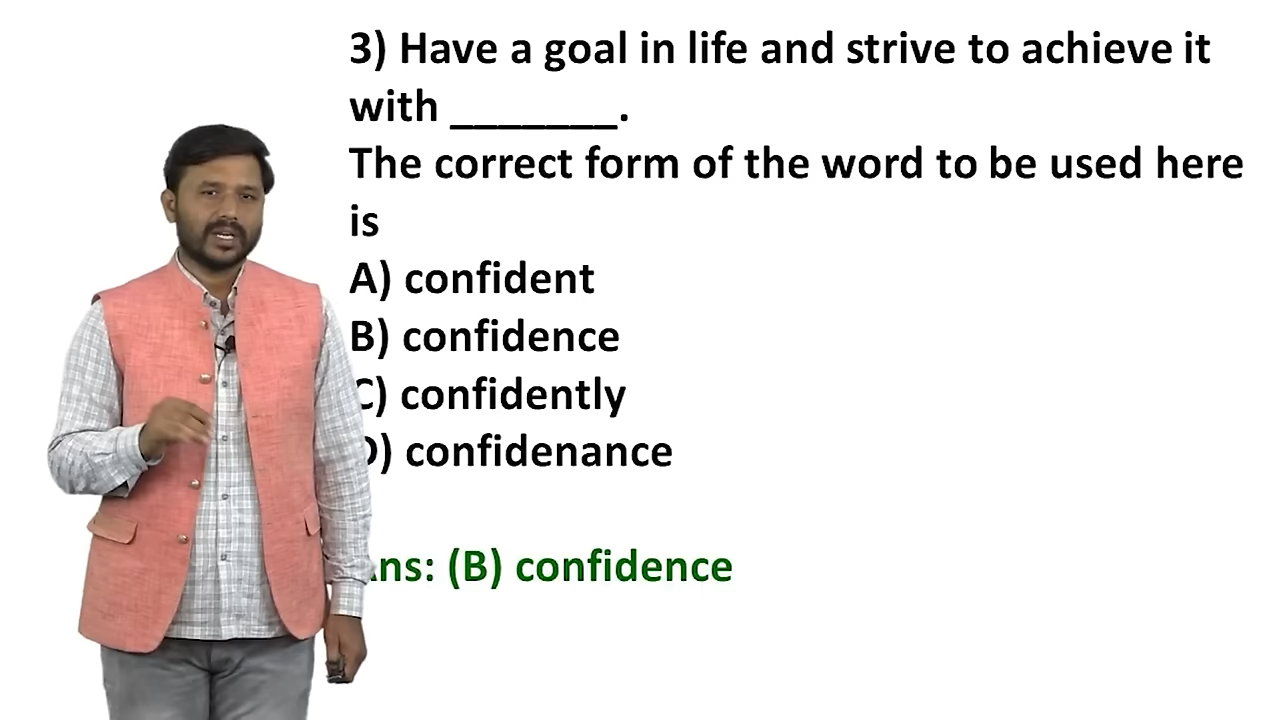 3) Have a goal in life and strive to achieve it
with _______.
The correct form of the word to be used here
is
A) confident
B) confidence
C) confidently
D) confidenance
Ans: (B) confidence